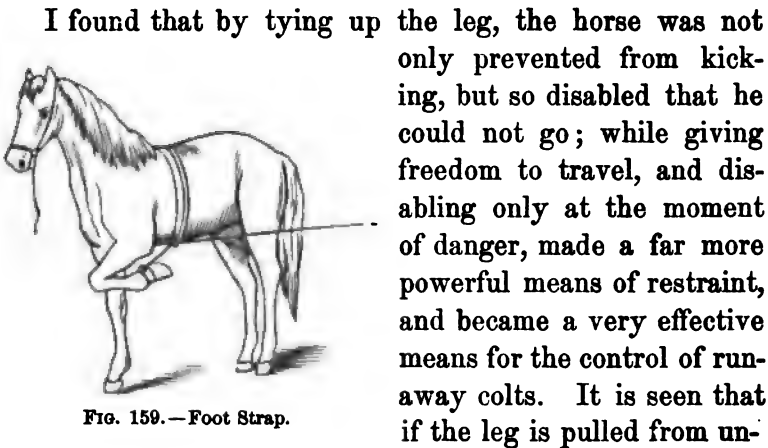 I found that by tying up the leg, the horse was not
only prevented from kick-
ing, but so disabled that he
could not go; while giving
freedom to travel, and dis-
abling only at the moment
of danger, made a far more
powerful means of restraint,
and became a very effective
means for the control of run-
away colts. It is seen that
if the leg is pulled from un-
Fig. 159.—Foot Strap.